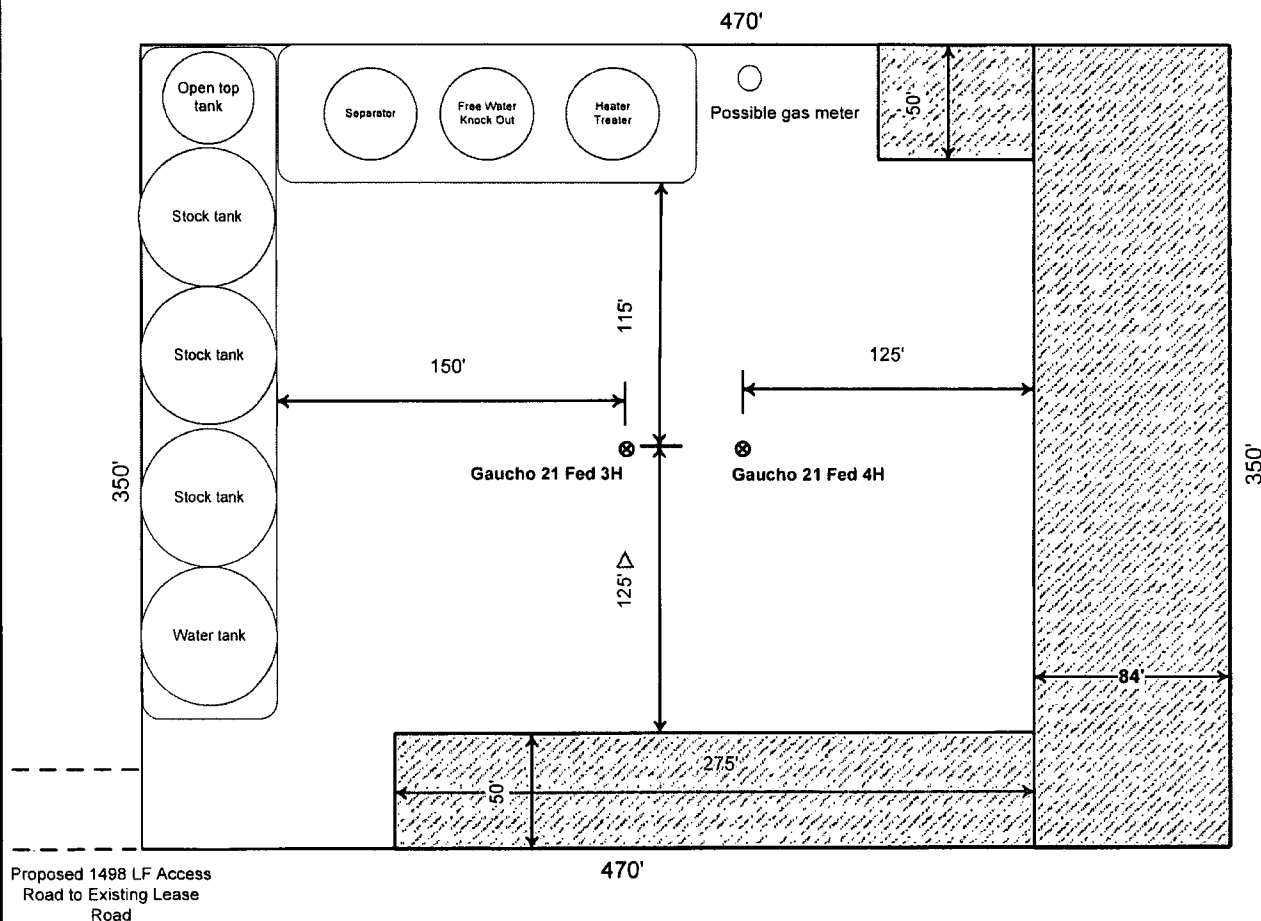 470'
Open top
tank
Separator
Free Water
Knock Out
Heater
Treater
Possible gas meter
50'
Stock tank
115'
Stock tank
150'
125'
350'
Gaucho 21 Fed 3H
Gaucho 21 Fed 4H
350'
Stock tank
125'
Water tank
84'
275'
50'
470'
Proposed 1498 LF Access
Road to Existing Lease
Road